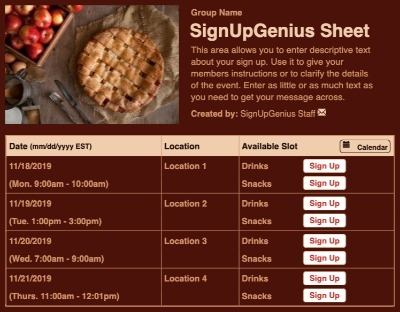 Group Name
SignUpGenius Sheet
This area allows you to enter descriptive text
about your sign up. Use it to give your
members instructions or to clarify the details
of the event. Enter as little or as much text as
you need to get your message across.
Created by: SignUpGenius Staff
Date (mm/dd/yyyy EST) Location Available Slot Calendar
11/18/2019 Location 1 Drinks Sign Up
(Mon. 9:00am - 10:00am) Snacks Sign Up
11/19/2019 Location 2 Drinks Sign Up
(Tue. 1:00pm - 3:00pm) Snacks Sign Up
11/20/2019 Location 3 Drinks Sign Up
(Wed. 7:00am - 9:00am) Snacks Sign Up
11/21/2019 Location 4 Drinks Sign Up
(Thurs. 11:00am - 12:01pm) Snacks Sign Up